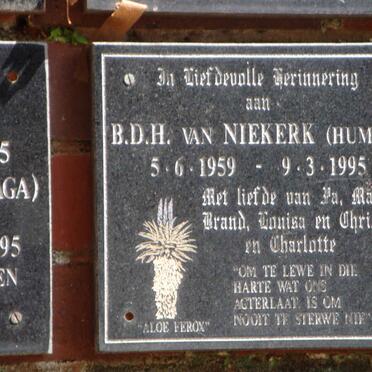 In Liefdevolle Herinnering
aan
B.D.H. VAN NIEKERK (HUM
5·6·1959 - 9·3·1995
Met liefde van Pa, Ma
Brand, Louisa en Chri
en Charlotte
"OM TE LEWE IN DIE
HARTE WAT ONS
AGTERLAAT IS OM
NOOIT TE STERWE NIE"
"ALOE FEROX"
5
AGA)
95
EN